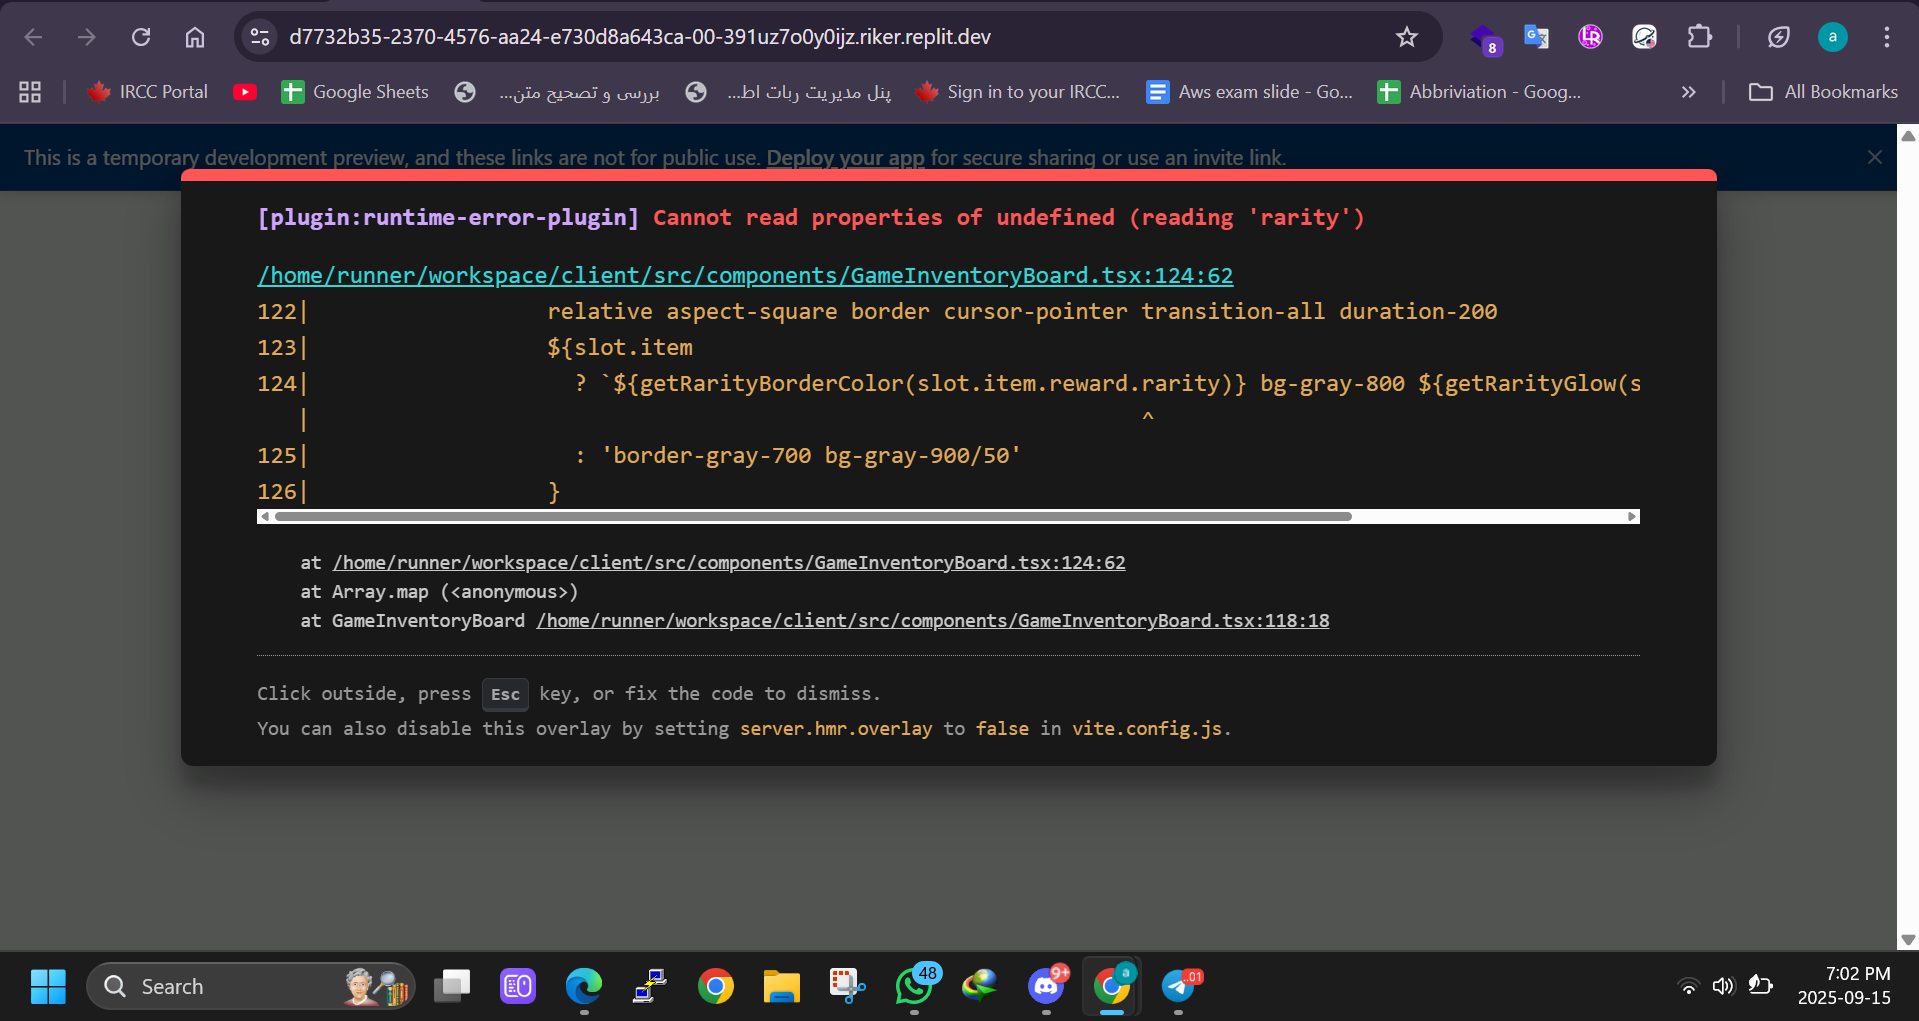 d7732b35-2370-4576-aa24-e730d8a643ca-00-391uz7o0y0ijz.riker.replit.dev
8
LR
a
IRCC Portal
Google Sheets
بررسی و تصحیح متن...
پنل مدیریت ربات اط...
Sign in to your IRCC...
Aws exam slide - Go...
Abbriviation - Goog...
»
All Bookmarks
This is a temporary development preview, and these links are not for public use. Deploy your app for secure sharing or use an invite link.
[plugin:runtime-error-plugin] Cannot read properties of undefined (reading 'rarity')
/home/runner/workspace/client/src/components/GameInventoryBoard.tsx:124:62
122| relative aspect-square border cursor-pointer transition-all duration-200
123| ${slot.item
124| ? `${getRarityBorderColor(slot.item.reward.rarity)} bg-gray-800 ${getRarityGlow(s
| ^
125| : 'border-gray-700 bg-gray-900/50'
126| }
at /home/runner/workspace/client/src/components/GameInventoryBoard.tsx:124:62
at Array.map (<anonymous>)
at GameInventoryBoard /home/runner/workspace/client/src/components/GameInventoryBoard.tsx:118:18
Click outside, press Esc key, or fix the code to dismiss.
You can also disable this overlay by setting server.hmr.overlay to false in vite.config.js.
Search
48
9+
a
.01
7:02 PM
2025-09-15